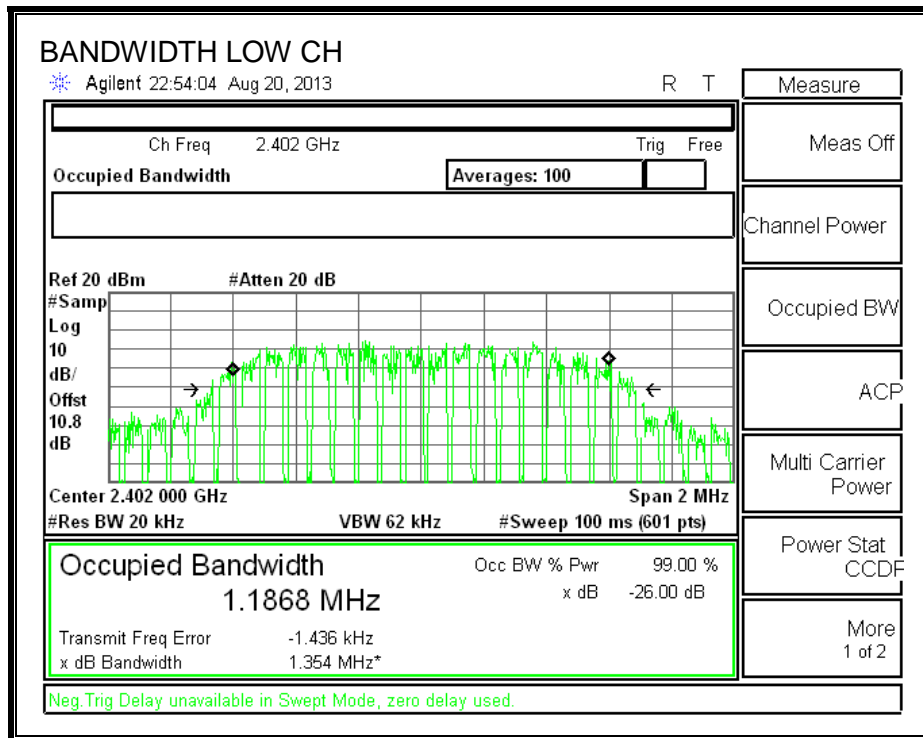 BANDWIDTH LOW CH
Agilent 22:54:04 Aug 20, 2013 R T
Measure
Ch Freq 2.402 GHz Trig Free
Meas Off
Occupied Bandwidth Averages: 100
Channel Power
Ref 20 dBm #Atten 20 dB
#Samp
Log
10
dB/
Offst
10.8
dB
Occupied BW
ACP
Multi Carrier
Power
Center 2.402 000 GHz Span 2 MHz
#Res BW 20 kHz VBW 62 kHz #Sweep 100 ms (601 pts)
Power Stat
CCDF
Occupied Bandwidth Occ BW % Pwr 99.00 %
1.1868 MHz x dB -26.00 dB
Transmit Freq Error -1.436 kHz
x dB Bandwidth 1.354 MHz*
More
1 of 2
Neg.Trig Delay unavailable in Swept Mode, zero delay used.